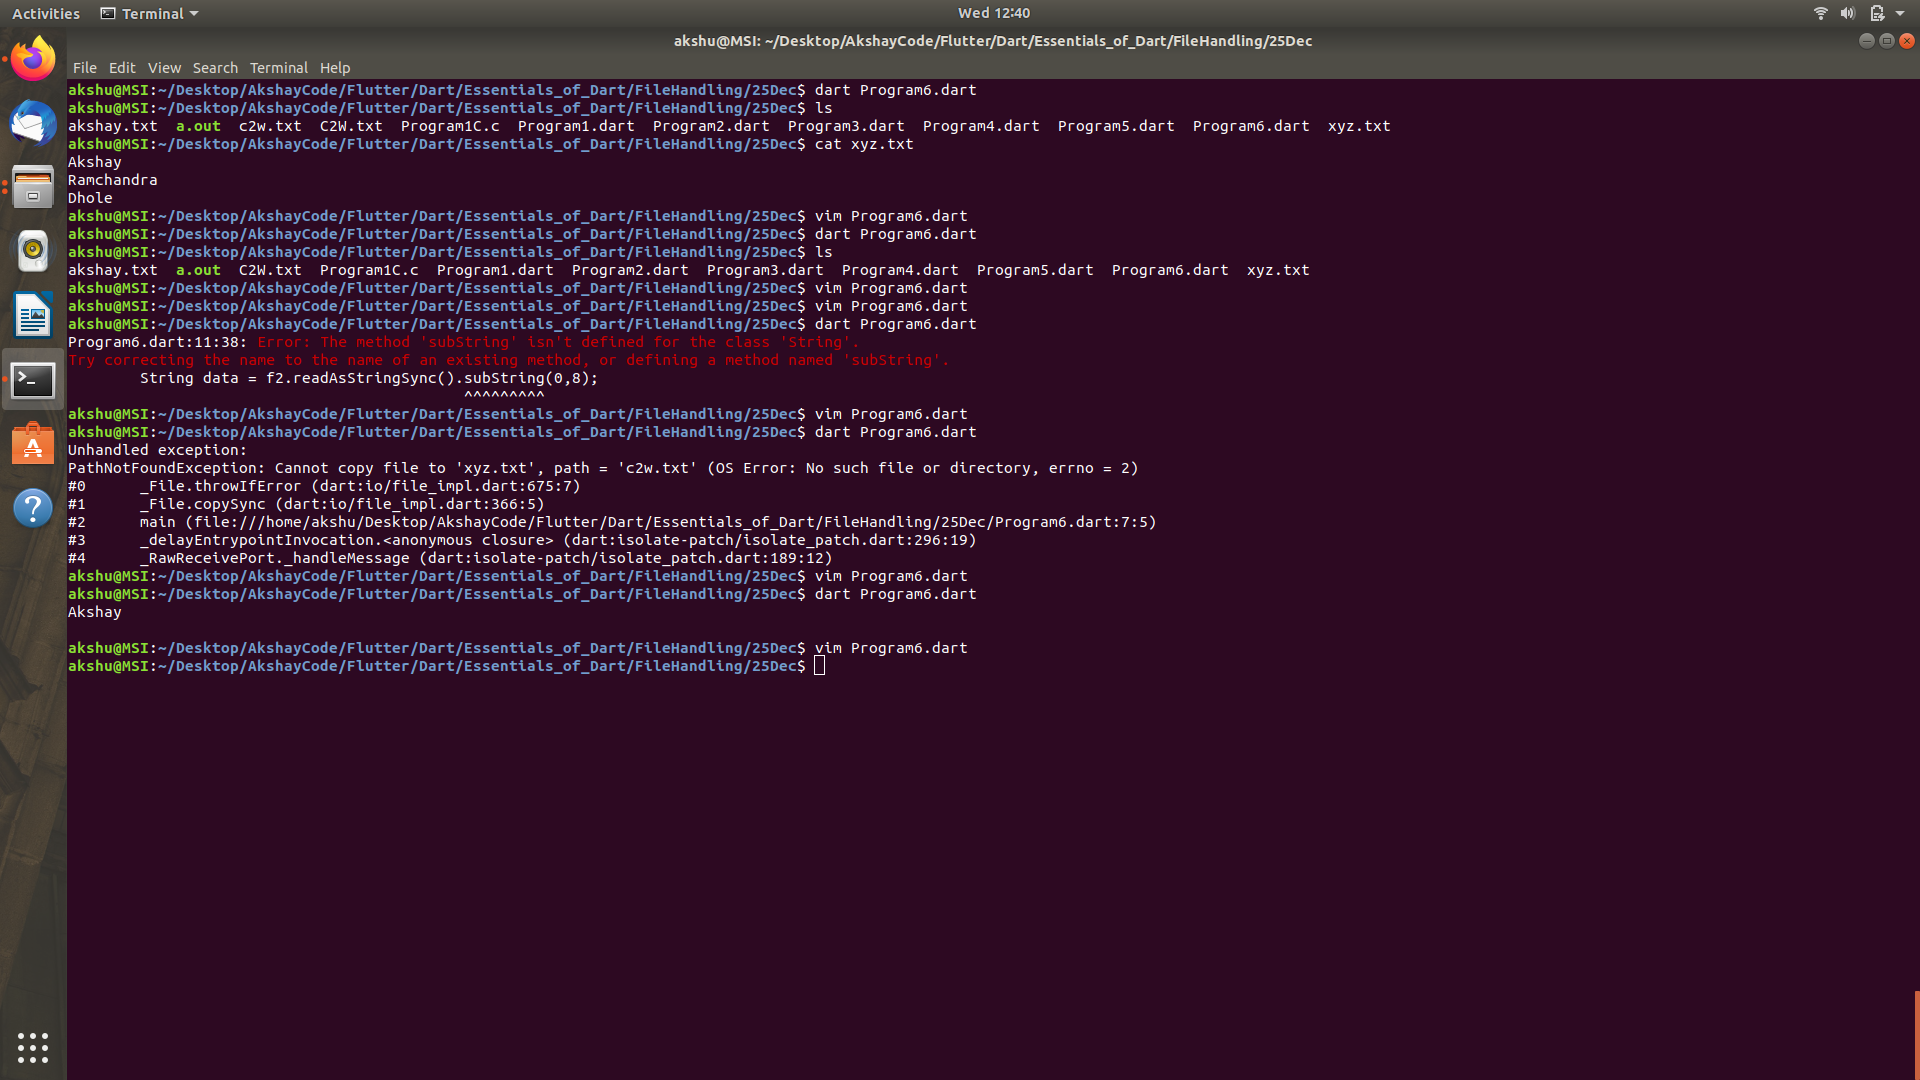 Activities Terminal Wed 12:40
akshu@MSI: ~/Desktop/AkshayCode/Flutter/Dart/Essentials_of_Dart/FileHandling/25Dec
File Edit View Search Terminal Help
akshu@MSI:~/Desktop/AkshayCode/Flutter/Dart/Essentials_of_Dart/FileHandling/25Dec$ dart Program6.dart
akshu@MSI:~/Desktop/AkshayCode/Flutter/Dart/Essentials_of_Dart/FileHandling/25Dec$ ls
akshay.txt  a.out  c2w.txt  C2W.txt  Program1C.c  Program1.dart  Program2.dart  Program3.dart  Program4.dart  Program5.dart  Program6.dart  xyz.txt
akshu@MSI:~/Desktop/AkshayCode/Flutter/Dart/Essentials_of_Dart/FileHandling/25Dec$ cat xyz.txt
Akshay
Ramchandra
Dhole
akshu@MSI:~/Desktop/AkshayCode/Flutter/Dart/Essentials_of_Dart/FileHandling/25Dec$ vim Program6.dart
akshu@MSI:~/Desktop/AkshayCode/Flutter/Dart/Essentials_of_Dart/FileHandling/25Dec$ dart Program6.dart
akshu@MSI:~/Desktop/AkshayCode/Flutter/Dart/Essentials_of_Dart/FileHandling/25Dec$ ls
akshay.txt  a.out  C2W.txt  Program1C.c  Program1.dart  Program2.dart  Program3.dart  Program4.dart  Program5.dart  Program6.dart  xyz.txt
akshu@MSI:~/Desktop/AkshayCode/Flutter/Dart/Essentials_of_Dart/FileHandling/25Dec$ vim Program6.dart
akshu@MSI:~/Desktop/AkshayCode/Flutter/Dart/Essentials_of_Dart/FileHandling/25Dec$ vim Program6.dart
akshu@MSI:~/Desktop/AkshayCode/Flutter/Dart/Essentials_of_Dart/FileHandling/25Dec$ dart Program6.dart
Program6.dart:11:38: Error: The method 'subString' isn't defined for the class 'String'.
Try correcting the name to the name of an existing method, or defining a method named 'subString'.
        String data = f2.readAsStringSync().subString(0,8);
                                            ^^^^^^^^^
akshu@MSI:~/Desktop/AkshayCode/Flutter/Dart/Essentials_of_Dart/FileHandling/25Dec$ vim Program6.dart
akshu@MSI:~/Desktop/AkshayCode/Flutter/Dart/Essentials_of_Dart/FileHandling/25Dec$ dart Program6.dart
Unhandled exception:
PathNotFoundException: Cannot copy file to 'xyz.txt', path = 'c2w.txt' (OS Error: No such file or directory, errno = 2)
#0      _File.throwIfError (dart:io/file_impl.dart:675:7)
#1      _File.copySync (dart:io/file_impl.dart:366:5)
#2      main (file:///home/akshu/Desktop/AkshayCode/Flutter/Dart/Essentials_of_Dart/FileHandling/25Dec/Program6.dart:7:5)
#3      _delayEntrypointInvocation.<anonymous closure> (dart:isolate-patch/isolate_patch.dart:296:19)
#4      _RawReceivePort._handleMessage (dart:isolate-patch/isolate_patch.dart:189:12)
akshu@MSI:~/Desktop/AkshayCode/Flutter/Dart/Essentials_of_Dart/FileHandling/25Dec$ vim Program6.dart
akshu@MSI:~/Desktop/AkshayCode/Flutter/Dart/Essentials_of_Dart/FileHandling/25Dec$ dart Program6.dart
Akshay
akshu@MSI:~/Desktop/AkshayCode/Flutter/Dart/Essentials_of_Dart/FileHandling/25Dec$ vim Program6.dart
akshu@MSI:~/Desktop/AkshayCode/Flutter/Dart/Essentials_of_Dart/FileHandling/25Dec$